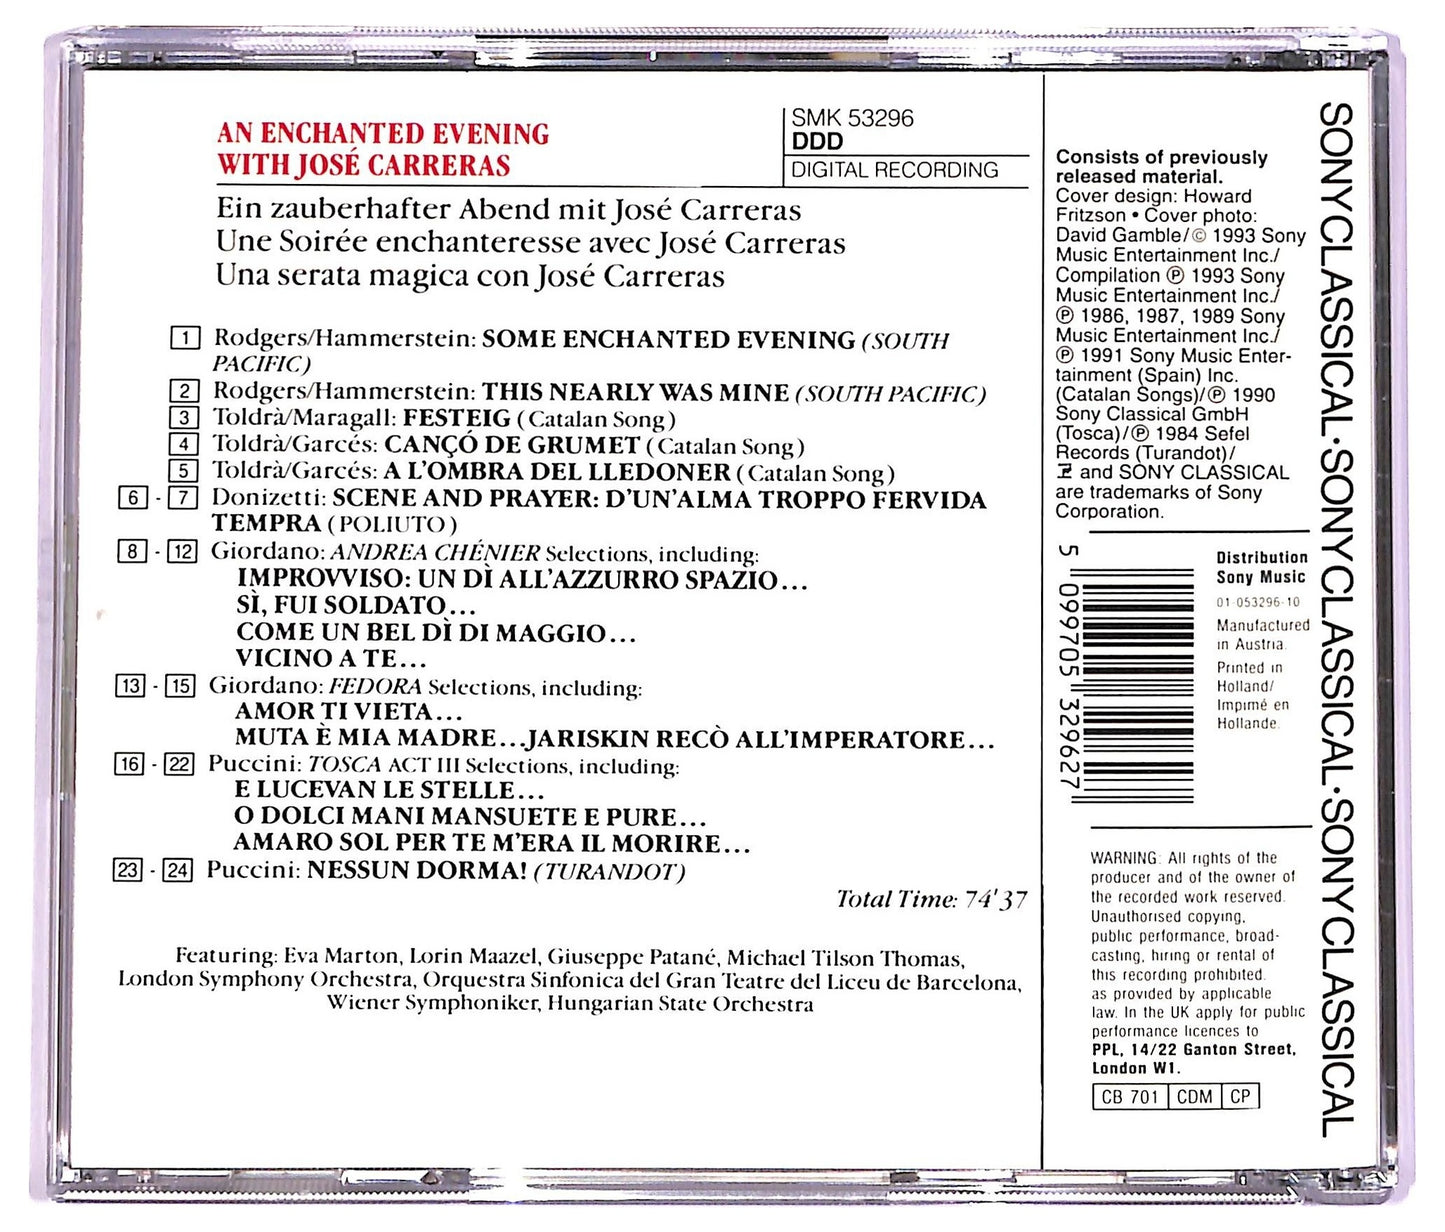 AN ENCHANTED EVENING
WITH JOSÉ CARRERAS
SMK 53296
DDD
DIGITAL RECORDING
Ein zauberhafter Abend mit José Carreras
Une Soirée enchanteresse avec José Carreras
Una serata magica con José Carreras
1 Rodgers/Hammerstein: SOME ENCHANTED EVENING (SOUTH
PACIFIC)
2 Rodgers/Hammerstein: THIS NEARLY WAS MINE (SOUTH PACIFIC)
3 Toldrà/Maragall: FESTEIG (Catalan Song)
4 Toldrà/Garcés: CANÇÓ DE GRUMET (Catalan Song)
5 Toldrà/Garcés: A L'OMBRA DEL LLEDONER (Catalan Song)
6 - 7 Donizetti: SCENE AND PRAYER: D'UN'ALMA TROPPO FERVIDA
TEMPRA (POLIUTO)
8 - 12 Giordano: ANDREA CHÉNIER Selections, including:
IMPROVVISO: UN DÌ ALL'AZZURRO SPAZIO...
SÌ, FUI SOLDATO...
COME UN BEL DÌ DI MAGGIO...
VICINO A TE...
13 - 15 Giordano: FEDORA Selections, including:
AMOR TI VIETA...
MUTA È MIA MADRE...JARISKIN RECÒ ALL'IMPERATORE...
16 - 22 Puccini: TOSCA ACT III Selections, including:
E LUCEVAN LE STELLE...
O DOLCI MANI MANSUETE E PURE...
AMARO SOL PER TE M'ERA IL MORIRE...
23 - 24 Puccini: NESSUN DORMA! (TURANDOT)
Total Time: 74'37
Featuring: Eva Marton, Lorin Maazel, Giuseppe Patané, Michael Tilson Thomas,
London Symphony Orchestra, Orquestra Sinfonica del Gran Teatre del Liceu de Barcelona,
Wiener Symphoniker, Hungarian State Orchestra
Consists of previously
released material.
Cover design: Howard
Fritzson • Cover photo:
David Gamble/© 1993 Sony
Music Entertainment Inc./
Compilation ℗ 1993 Sony
Music Entertainment Inc./
℗ 1986, 1987, 1989 Sony
Music Entertainment Inc./
℗ 1991 Sony Music Enter-
tainment (Spain) Inc.
(Catalan Songs)/℗ 1990
Sony Classical GmbH
(Tosca)/℗ 1984 Sefel
Records (Turandot)/
and SONY CLASSICAL
are trademarks of Sony
Corporation.
5 099705 329627
Distribution
Sony Music
01-053296-10
Manufactured
in Austria.
Printed in
Holland/
Impimé en
Hollande.
WARNING: All rights of the
producer and of the owner of
the recorded work reserved.
Unauthorised copying,
public performance, broad-
casting, hiring or rental of
this recording prohibited.
as provided by applicable
law. In the UK apply for public
performance licences to
PPL, 14/22 Ganton Street,
London W1.
CB 701 CDM CP
SONYCLASSICAL·SONYCLASSICAL·SONYCLASSICAL